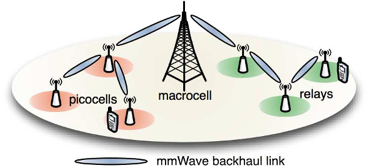 picocells
macrocell
relays
mmWave backhaul link